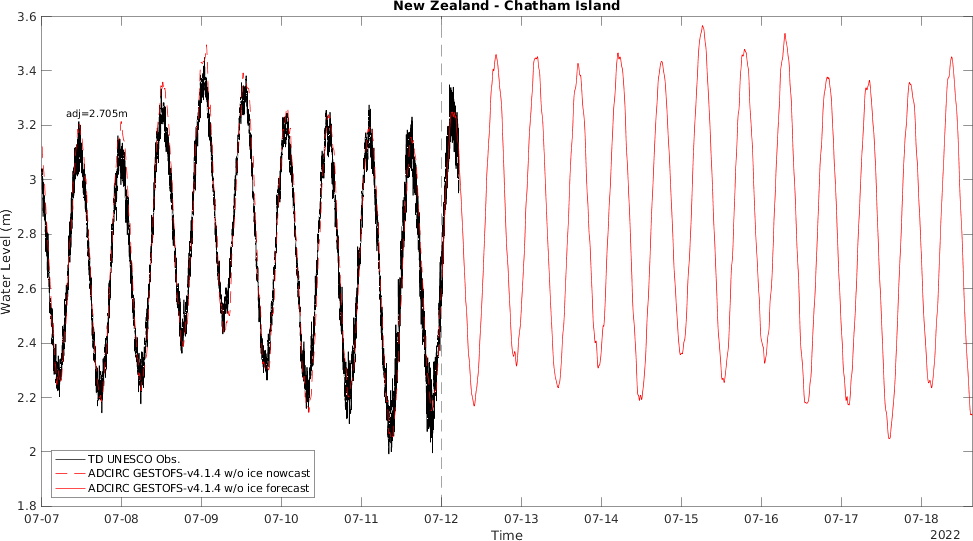 New Zealand - Chatham Island
3.6
3.4
3.2
3
2.8
2.6
2.4
2.2
2
1.8
Water Level (m)
adj=2.705m
TD UNESCO Obs.
ADCIRC GESTOFS-v4.1.4 w/o ice nowcast
ADCIRC GESTOFS-v4.1.4 w/o ice forecast
07-07 07-08 07-09 07-10 07-11 07-12 07-13 07-14 07-15 07-16 07-17 07-18
Time
2022